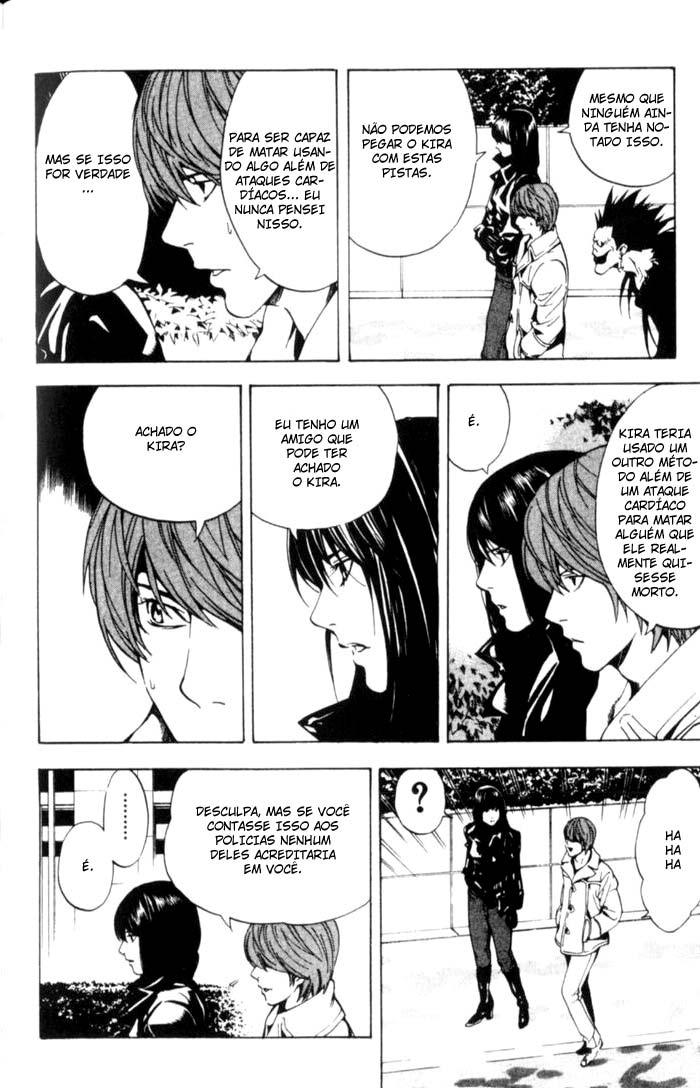 MESMO QUE
NINGUÉM AIN-
DA TENHA NO-
TADO ISSO.
NÃO PODEMOS
PEGAR O KIRA
COM ESTAS
PISTAS.
PARA SER CAPAZ
DE MATAR USAN-
DO ALGO ALÉM DE
ATAQUES CAR-
DÍACOS... EU
NUNCA PENSEI
NISSO.
MAS SE ISSO
FOR VERDADE
...
KIRA TERIA
USADO UM
OUTRO MÉTO-
DO ALÉM DE
UM ATAQUE
CARDÍACO
PARA MATAR
ALGUÉM QUE
ELE REAL-
MENTE QUI-
SESSE
MORTO.
É.
EU TENHO UM
AMIGO QUE
PODE TER
ACHADO
O KIRA.
ACHADO O
KIRA?
HA
HA
HA
?
DESCULPA, MAS SE VOCÊ
CONTASSE ISSO AOS
POLICIAS NENHUM
DELES ACREDITARIA
EM VOCÊ.
........
É.